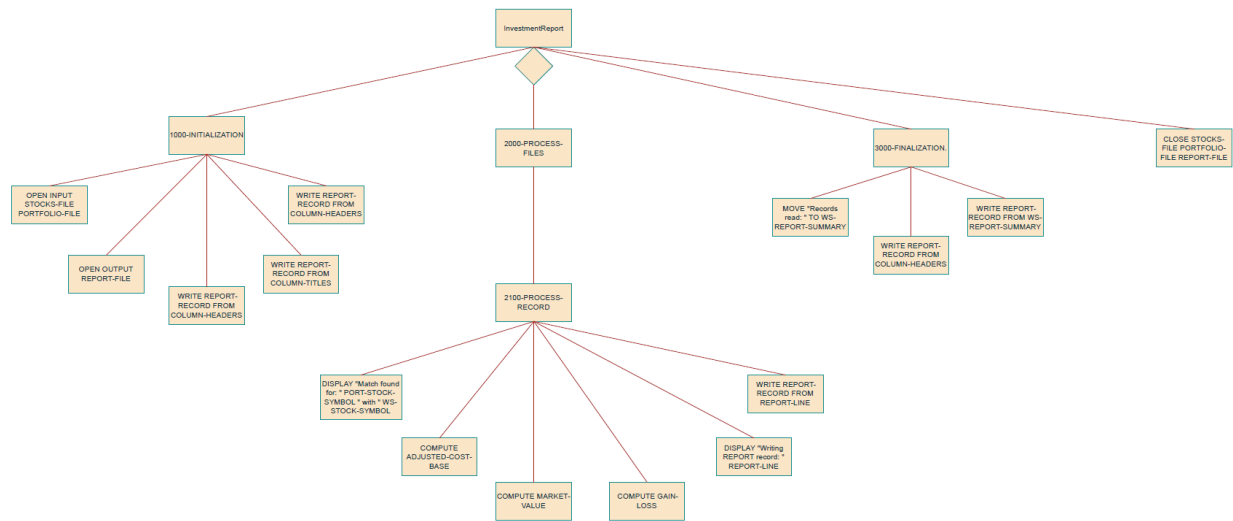 InvestmentReport
1000-INITIALIZATION
2000-PROCESS-
FILES
3000-FINALIZATION.
CLOSE STOCKS-
FILE PORTFOLIO-
FILE REPORT-FILE
OPEN INPUT
STOCKS-FILE
PORTFOLIO-FILE
WRITE REPORT-
RECORD FROM
COLUMN-HEADERS
MOVE "Records
read: " TO WS-
REPORT-SUMMARY
WRITE REPORT-
RECORD FROM WS-
REPORT-SUMMARY
OPEN OUTPUT
REPORT-FILE
WRITE REPORT-
RECORD FROM
COLUMN-TITLES
WRITE REPORT-
RECORD FROM
COLUMN-HEADERS
WRITE REPORT-
RECORD FROM
COLUMN-HEADERS
2100-PROCESS-
RECORD
DISPLAY "Match found
for: " PORT-STOCK-
SYMBOL " with " WS-
STOCK-SYMBOL
WRITE REPORT-
RECORD FROM
REPORT-LINE
COMPUTE
ADJUSTED-COST-
BASE
DISPLAY "Writing
REPORT record: "
REPORT-LINE
COMPUTE MARKET-
VALUE
COMPUTE GAIN-
LOSS